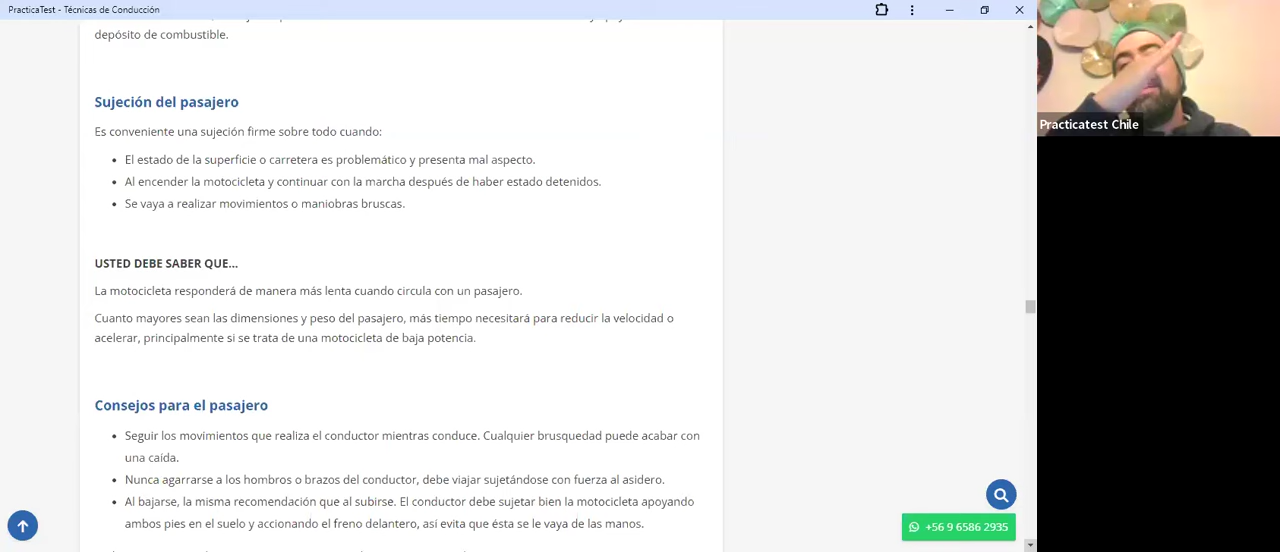 PracticaTest - Técnicas de Conducción
depósito de combustible.
Sujeción del pasajero
Es conveniente una sujeción firme sobre todo cuando:
El estado de la superficie o carretera es problemático y presenta mal aspecto.
Al encender la motocicleta y continuar con la marcha después de haber estado detenidos.
Se vaya a realizar movimientos o maniobras bruscas.
USTED DEBE SABER QUE...
La motocicleta responderá de manera más lenta cuando circula con un pasajero.
Cuanto mayores sean las dimensiones y peso del pasajero, más tiempo necesitará para reducir la velocidad o
acelerar, principalmente si se trata de una motocicleta de baja potencia.
Consejos para el pasajero
Seguir los movimientos que realiza el conductor mientras conduce. Cualquier brusquedad puede acabar con
una caída.
Nunca agarrarse a los hombros o brazos del conductor, debe viajar sujetándose con fuerza al asidero.
Al bajarse, la misma recomendación que al subirse. El conductor debe sujetar bien la motocicleta apoyando
ambos pies en el suelo y accionando el freno delantero, así evita que ésta se le vaya de las manos.
+56 9 6586 2935
Practicatest Chile